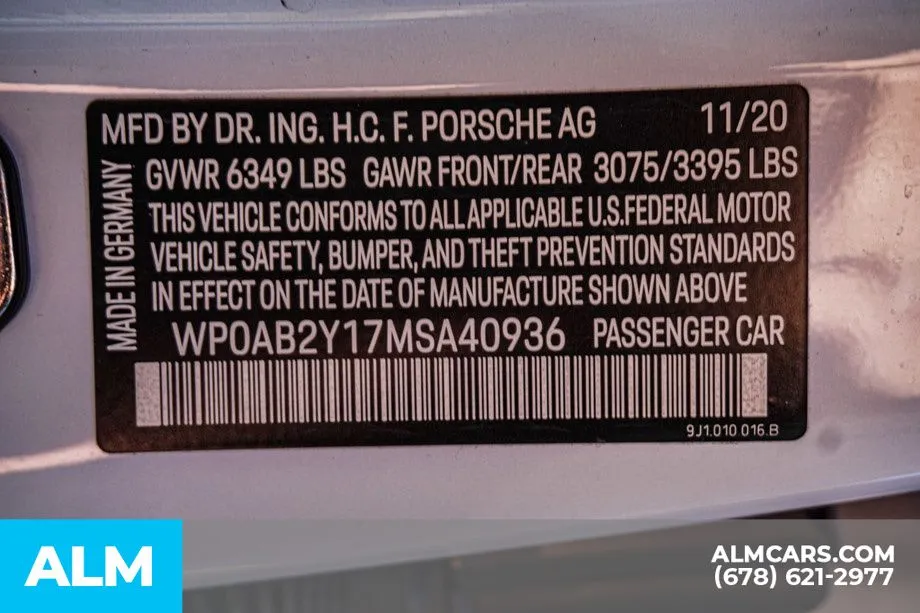 MFD BY DR. ING. H.C. F. PORSCHE AG 11/20
GVWR 6349 LBS GAWR FRONT/REAR 3075/3395 LBS
THIS VEHICLE CONFORMS TO ALL APPLICABLE U.S.FEDERAL MOTOR
VEHICLE SAFETY, BUMPER, AND THEFT PREVENTION STANDARDS
IN EFFECT ON THE DATE OF MANUFACTURE SHOWN ABOVE
MADE IN GERMANY
WP0AB2Y17MSA40936 PASSENGER CAR
9J1.010 016.B
ALM
ALMCARS.COM
(678) 621-2977